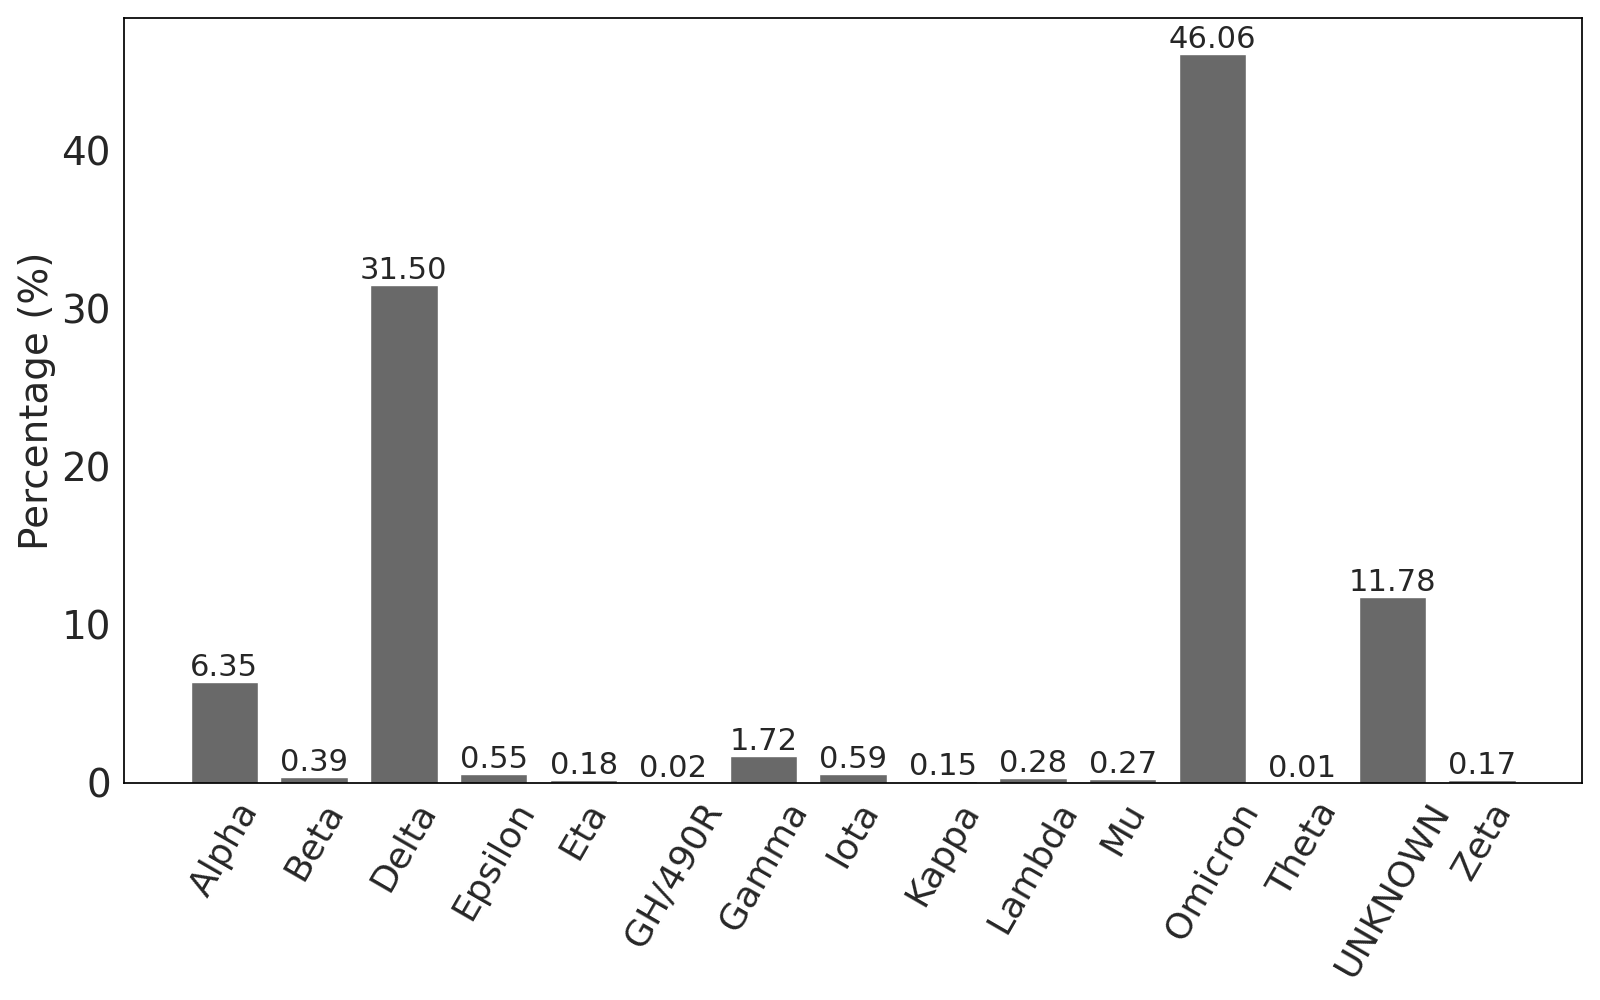 Percentage (%)
40
30
20
10
0
6.35
0.39
31.50
0.55
0.18
0.02
1.72
0.59
0.15
0.28
0.27
46.06
0.01
11.78
0.17
Alpha
Beta
Delta
Epsilon
Eta
GH/490R
Gamma
Iota
Kappa
Lambda
Mu
Omicron
Theta
UNKNOWN
Zeta